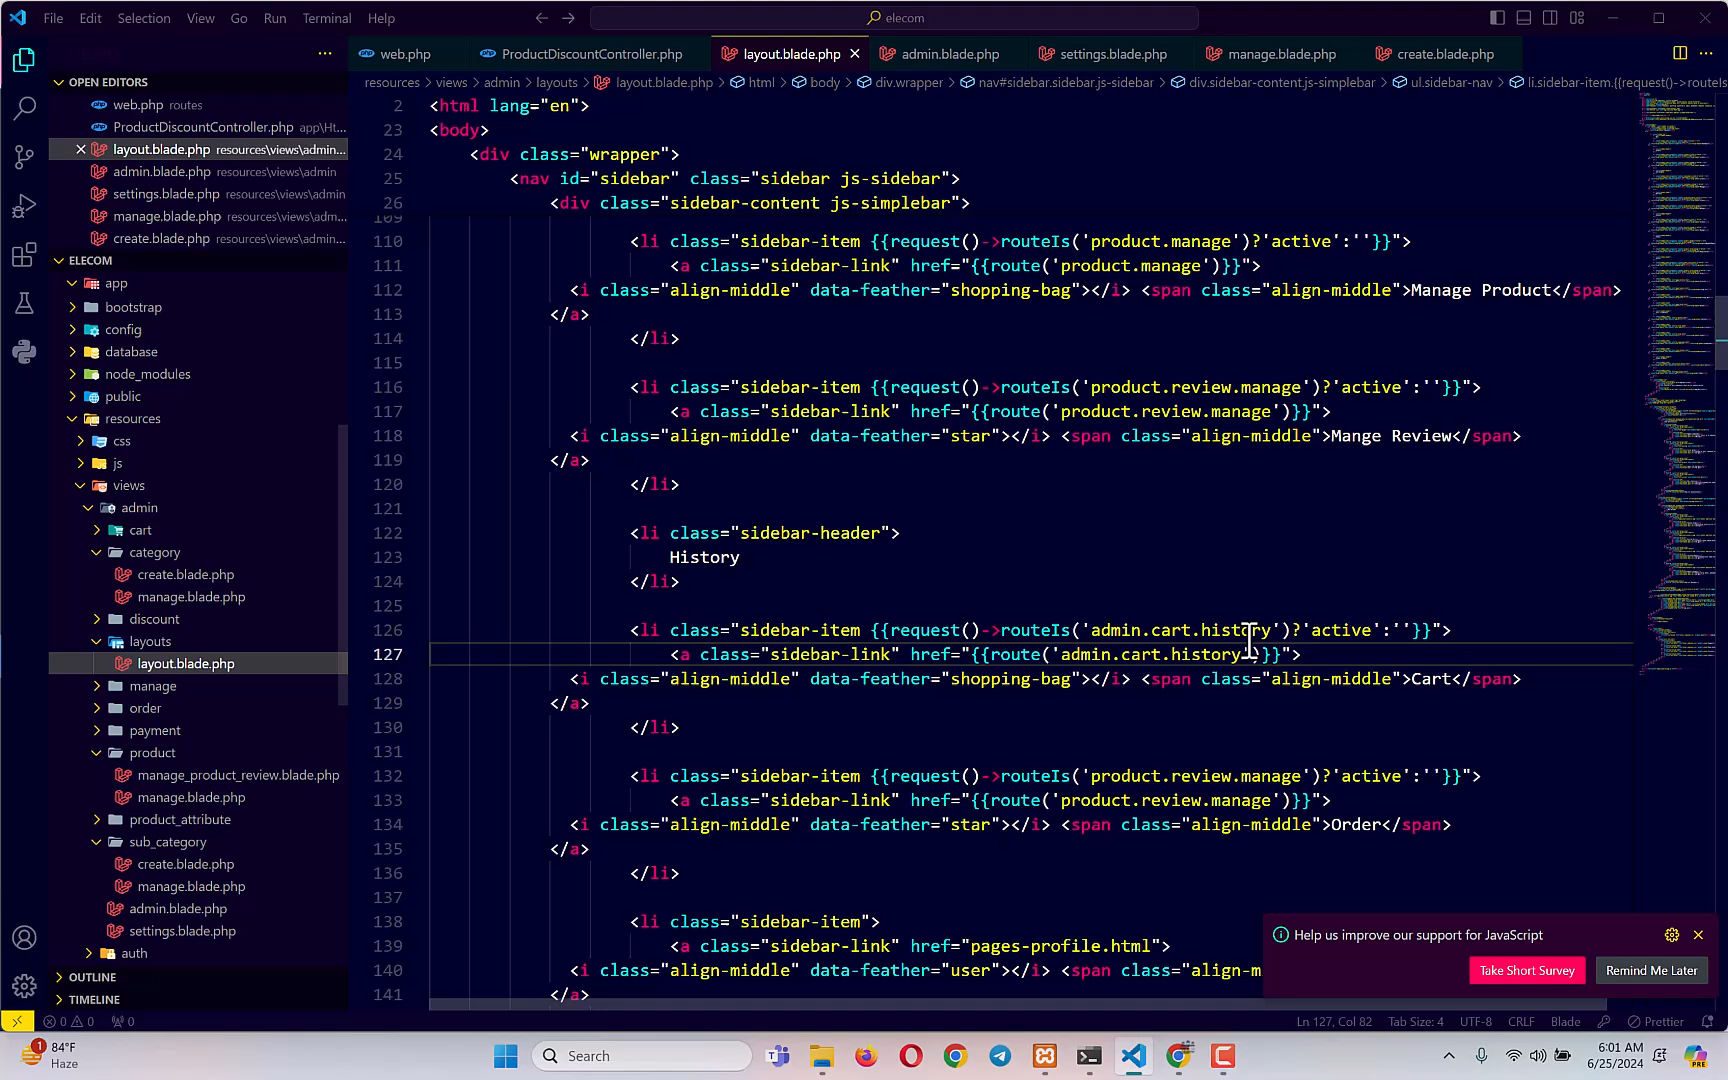 File Edit Selection View Go Run Terminal Help elecom
web.php ProductDiscountController.php layout.blade.php admin.blade.php settings.blade.php manage.blade.php create.blade.php
resources > views > admin > layouts > layout.blade.php > html > body > div.wrapper > nav#sidebar.sidebar.js-sidebar > div.sidebar-content.js-simplebar > ul.sidebar-nav > li.sidebar-item.{{request()->routeIs
OPEN EDITORS
web.php routes
ProductDiscountController.php app\Ht...
layout.blade.php resources\views\admin...
admin.blade.php resources\views\admin
settings.blade.php resources\views\admin
manage.blade.php resources\views\adm...
create.blade.php resources\views\admin...
ELECOM
app
bootstrap
config
database
node_modules
public
resources
css
js
views
admin
cart
category
create.blade.php
manage.blade.php
discount
layouts
layout.blade.php
manage
order
payment
product
manage_product_review.blade.php
manage.blade.php
product_attribute
sub_category
create.blade.php
manage.blade.php
admin.blade.php
settings.blade.php
auth
OUTLINE
TIMELINE
2 <html lang="en">
23 <body>
24 <div class="wrapper">
25 <nav id="sidebar" class="sidebar js-sidebar">
26 <div class="sidebar-content js-simplebar">
109
110 <li class="sidebar-item {{request()->routeIs('product.manage')?'active':''}}">
111 <a class="sidebar-link" href="{{route('product.manage')}}">
112 <i class="align-middle" data-feather="shopping-bag"></i> <span class="align-middle">Manage Product</span>
113 </a>
114 </li>
115
116 <li class="sidebar-item {{request()->routeIs('product.review.manage')?'active':''}}">
117 <a class="sidebar-link" href="{{route('product.review.manage')}}">
118 <i class="align-middle" data-feather="star"></i> <span class="align-middle">Mange Review</span>
119 </a>
120 </li>
121
122 <li class="sidebar-header">
123 History
124 </li>
125
126 <li class="sidebar-item {{request()->routeIs('admin.cart.history')?'active':''}}">
127 <a class="sidebar-link" href="{{route('admin.cart.history')}}">
128 <i class="align-middle" data-feather="shopping-bag"></i> <span class="align-middle">Cart</span>
129 </a>
130 </li>
131
132 <li class="sidebar-item {{request()->routeIs('product.review.manage')?'active':''}}">
133 <a class="sidebar-link" href="{{route('product.review.manage')}}">
134 <i class="align-middle" data-feather="star"></i> <span class="align-middle">Order</span>
135 </a>
136 </li>
137
138 <li class="sidebar-item">
139 <a class="sidebar-link" href="pages-profile.html">
140 <i class="align-middle" data-feather="user"></i> <span class="align-m
141 </a>
Help us improve our support for JavaScript
Take Short Survey Remind Me Later
0 0 0 Ln 127, Col 82 Tab Size: 4 UTF-8 CRLF Blade Prettier
1 84°F
Haze
Search
6:01 AM
6/25/2024
PRE